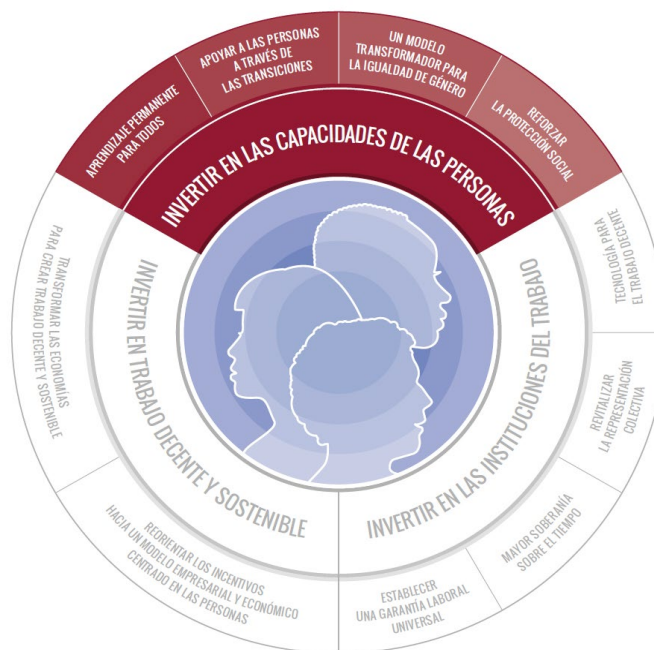 APRENDIZAJE PERMANENTE
PARA TODOS
APOYAR A LAS PERSONAS
A TRAVÉS DE
LAS TRANSICIONES
UN MODELO
TRANSFORMADOR PARA
LA IGUALDAD DE GÉNERO
REFORZAR
LA PROTECCIÓN SOCIAL
INVERTIR EN LAS CAPACIDADES DE LAS PERSONAS
TECNOLOGÍA PARA
EL TRABAJO DECENTE
REVITALIZAR
LA REPRESENTACIÓN
COLECTIVA
MAYOR SOBERANÍA
SOBRE EL TIEMPO
ESTABLECER
UNA GARANTÍA LABORAL
UNIVERSAL
INVERTIR EN LAS INSTITUCIONES DEL TRABAJO
REORIENTAR LOS INCENTIVOS
HACIA UN MODELO EMPRESARIAL Y ECONÓMICO
CENTRADO EN LAS PERSONAS
TRANSFORMAR LAS ECONOMÍAS
PARA CREAR TRABAJO DECENTE Y SOSTENIBLE
INVERTIR EN TRABAJO DECENTE Y SOSTENIBLE